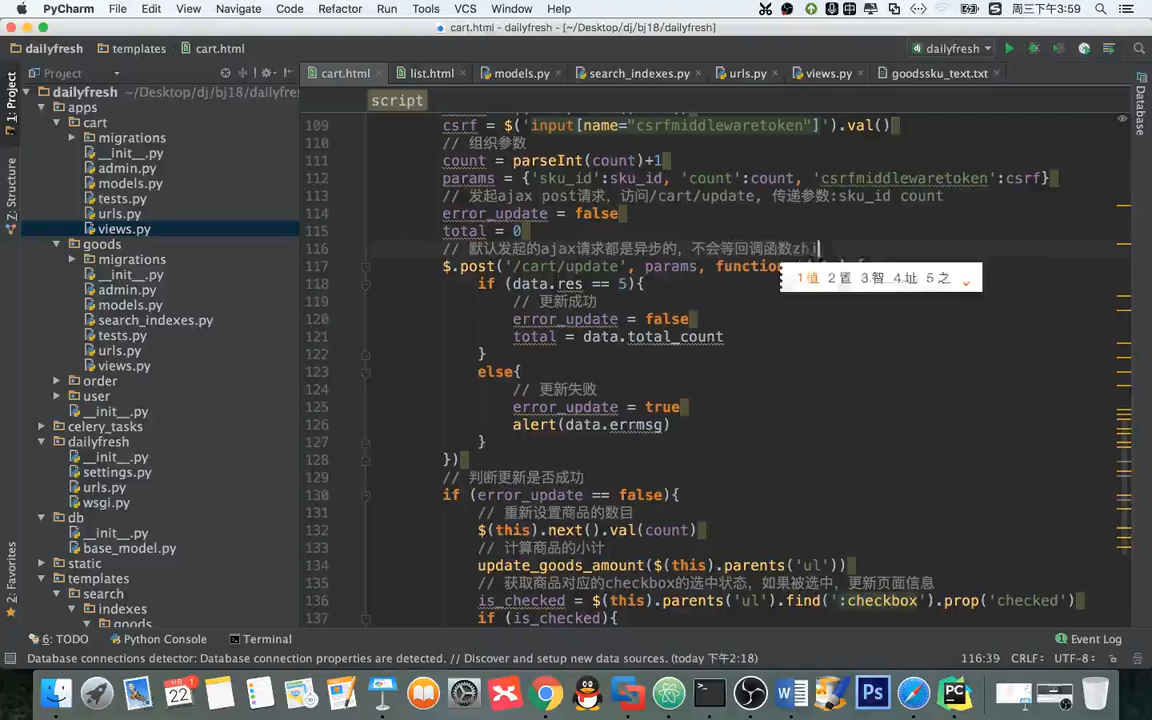 PyCharm File Edit View Navigate Code Refactor Run Tools VCS Window Help 周三下午3:59
cart.html - dailyfresh - [~/Desktop/dj/bj18/dailyfresh]
dailyfresh templates cart.html dailyfresh
Project cart.html list.html models.py search_indexes.py urls.py views.py goodssku_text.txt
1: Project
Z: Structure
2: Favorites
Database
dailyfresh ~/Desktop/dj/bj18/dailyfre
apps
cart
migrations
__init__.py
admin.py
models.py
tests.py
urls.py
views.py
goods
migrations
__init__.py
admin.py
models.py
search_indexes.py
tests.py
urls.py
views.py
order
user
__init__.py
celery_tasks
dailyfresh
__init__.py
settings.py
urls.py
wsgi.py
db
__init__.py
base_model.py
static
templates
search
indexes
goods
script
109 csrf = $('input[name="csrfmiddlewaretoken"]').val()
110 // 组织参数
111 count = parseInt(count)+1
112 params = {'sku_id':sku_id, 'count':count, 'csrfmiddlewaretoken':csrf}
113 // 发起ajax post请求，访问/cart/update, 传递参数:sku_id count
114 error_update = false
115 total = 0
116 // 默认发起的ajax请求都是异步的，不会等回调函数zhi
117 $.post('/cart/update', params, function
1值 2置 3.智 4.址 5之
118 if (data.res == 5){
119 // 更新成功
120 error_update = false
121 total = data.total_count
122 }
123 else{
124 // 更新失败
125 error_update = true
126 alert(data.errmsg)
127 }
128 })
129 // 判断更新是否成功
130 if (error_update == false){
131 // 重新设置商品的数目
132 $(this).next().val(count)
133 // 计算商品的小计
134 update_goods_amount($(this).parents('ul'))
135 // 获取商品对应的checkbox的选中状态，如果被选中，更新页面信息
136 is_checked = $(this).parents('ul').find(':checkbox').prop('checked')
137 if (is_checked){
6: TODO Python Console Terminal Event Log
Databases connection detector: Database connection properties are detected. // Discover and setup new data sources. (today 下午2:18) 116:39 CRLF: UTF-8:
22